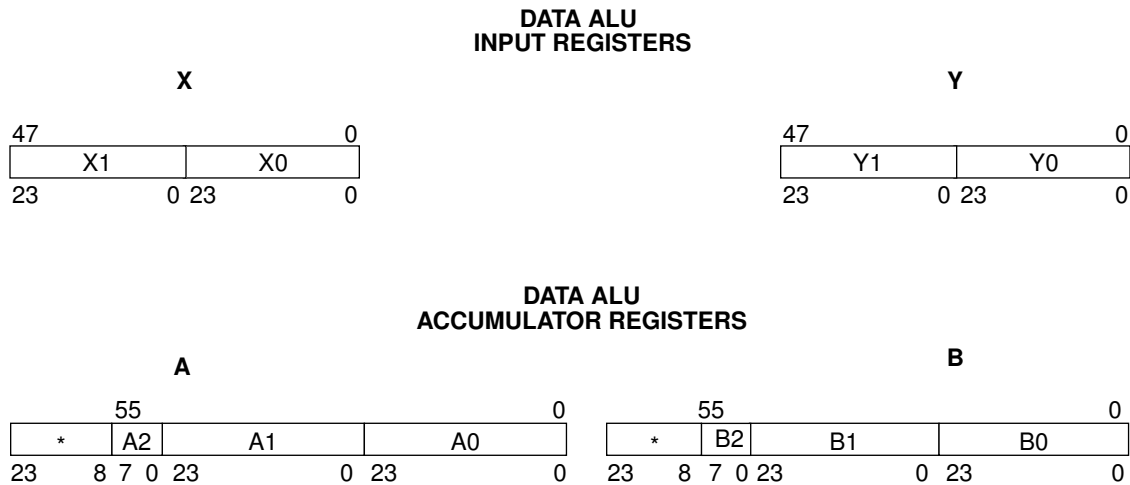 DATA ALU
INPUT REGISTERS
X Y
47 0 47 0
X1 X0 Y1 Y0
23 0 23 0 23 0 23 0
DATA ALU
ACCUMULATOR REGISTERS
A B
55 0 55 0
* A2 A1 A0 * B2 B1 B0
23 8 7 0 23 0 23 0 23 8 7 0 23 0 23 0